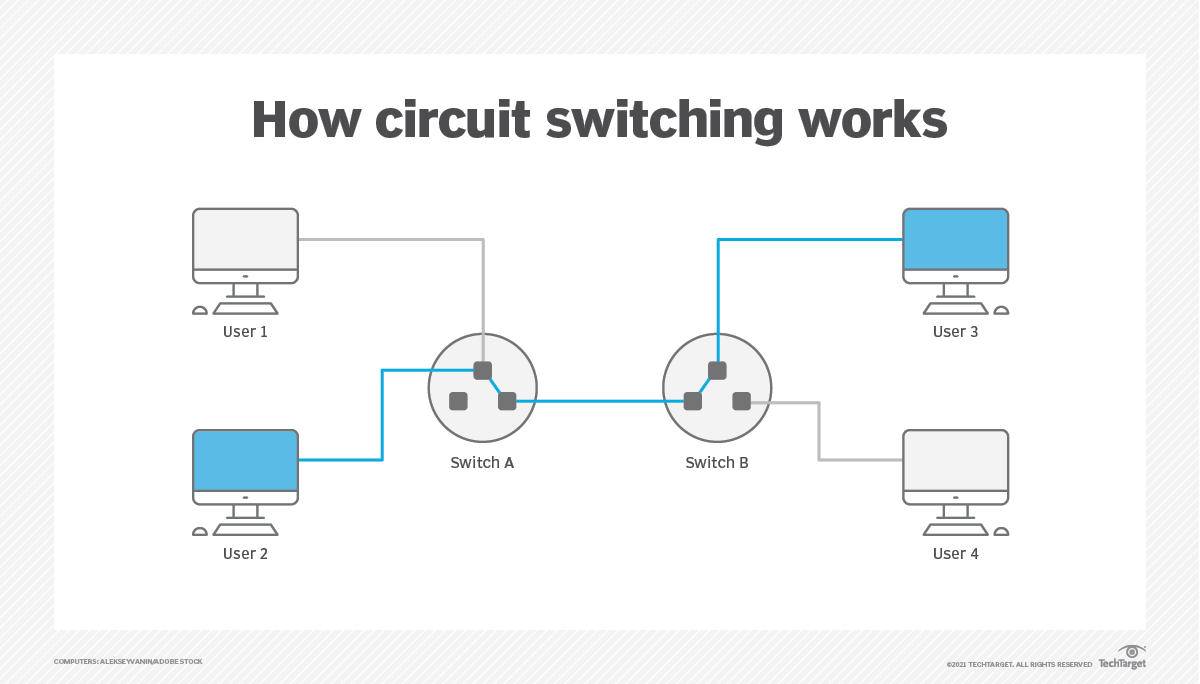 How circuit switching works
User 1
User 3
Switch A
Switch B
User 2
User 4
COMPUTERS: ALEKSEYVANIN/ADOBE STOCK
©2021 TECHTARGET. ALL RIGHTS RESERVED
TechTarget